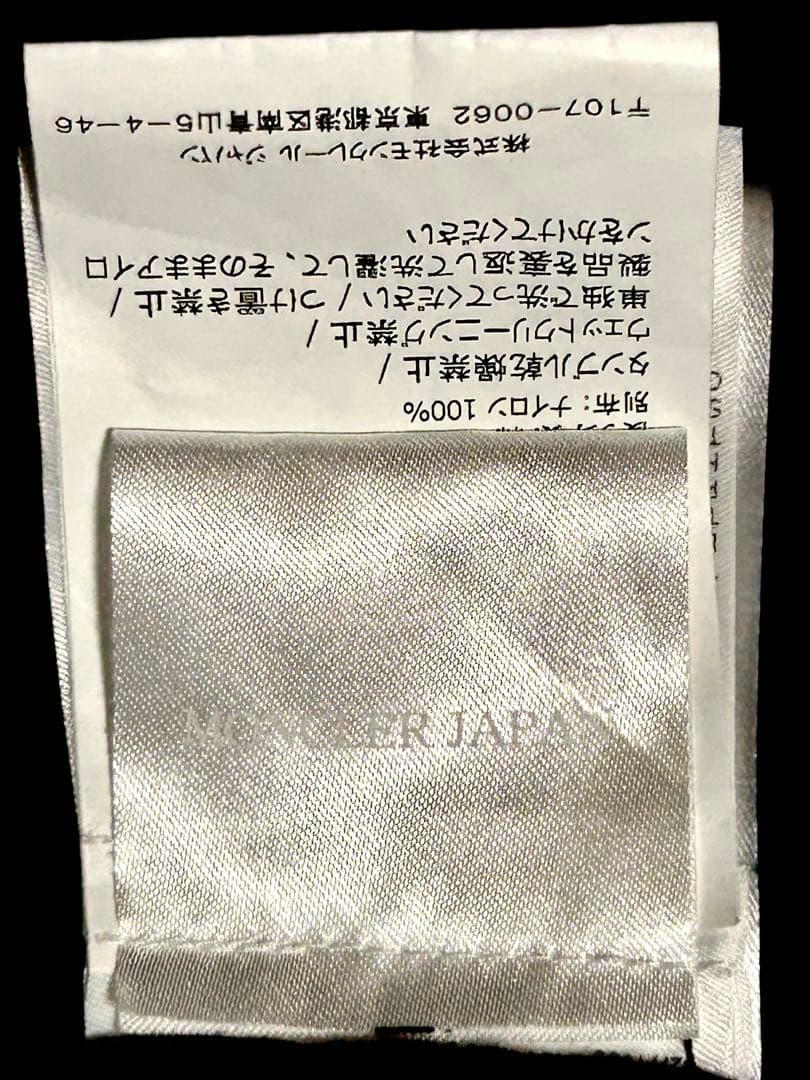 別布: ナイロン 100%
タンブル乾燥禁止 /
ウエットクリーニング禁止 /
単独で洗ってください / つけ置き禁止 /
製品を裏返して洗濯して、そのままアイロ
ンをかけてください
株式会社モンクレール ジャパン
〒107-0062 東京都港区南青山5-4-46
MONCLER JAPAN